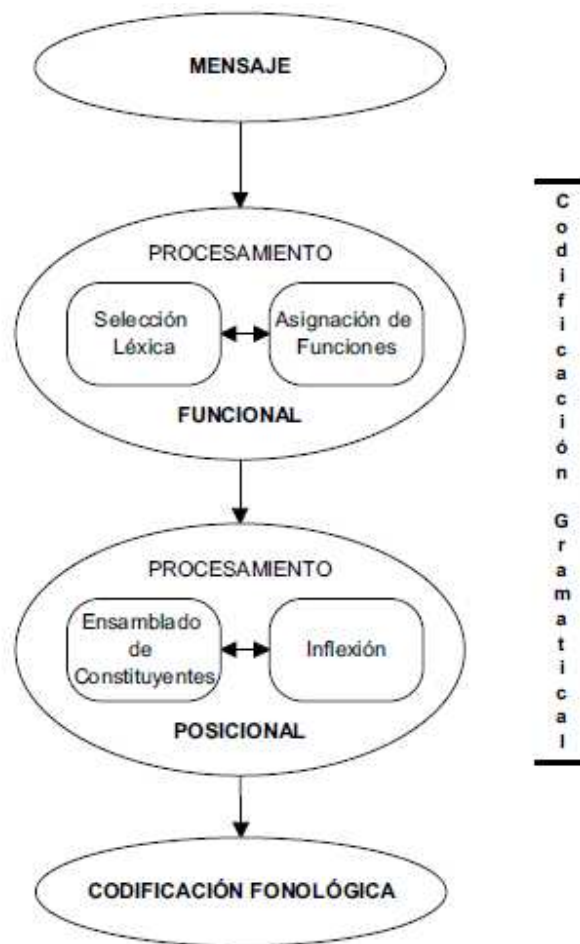 MENSAJE
PROCESAMIENTO
Selección
Léxica
Asignación de
Funciones
FUNCIONAL
PROCESAMIENTO
Ensamblado
de
Constituyentes
Inflexión
POSICIONAL
CODIFICACIÓN FONOLÓGICA
Codificación Gramatical